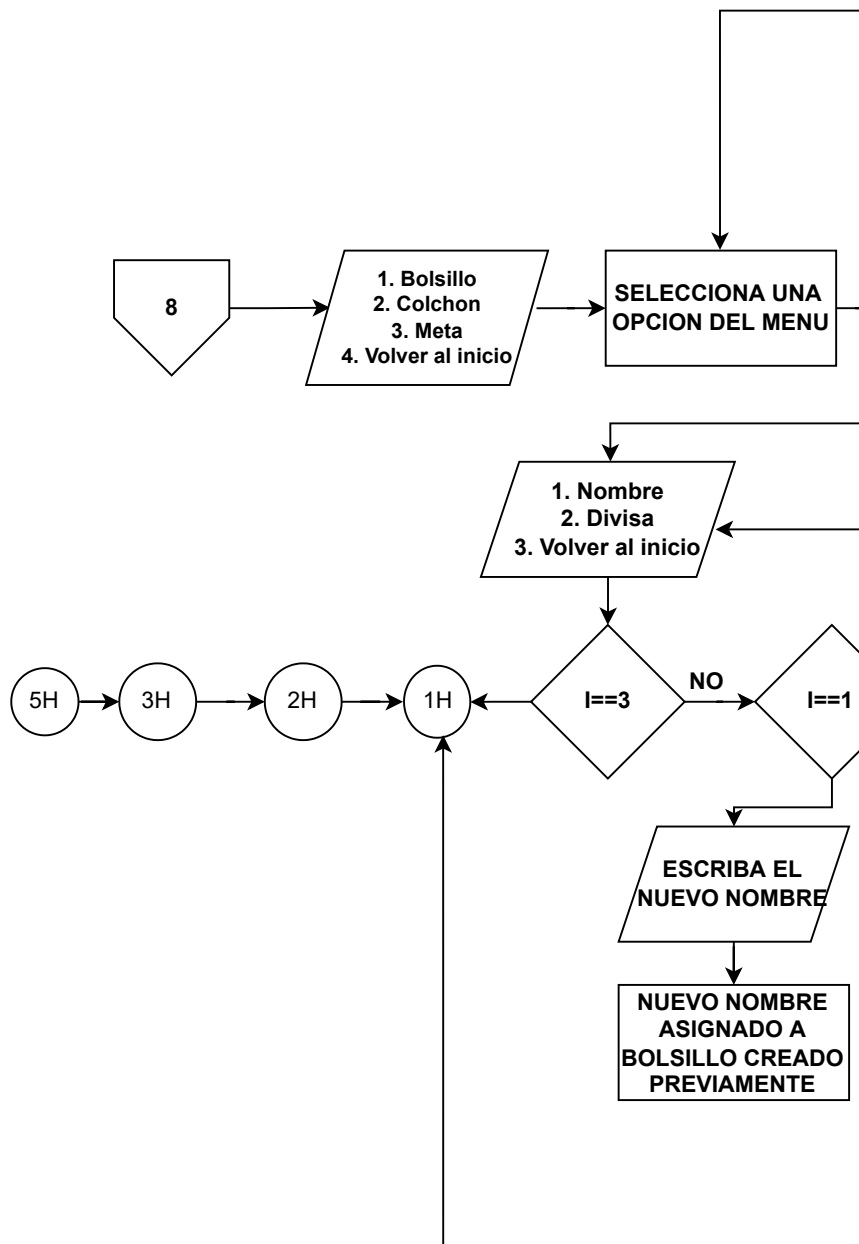 8
1. Bolsillo
2. Colchon
3. Meta
4. Volver al inicio
SELECCIONA UNA
OPCION DEL MENU
1. Nombre
2. Divisa
3. Volver al inicio
5H
3H
2H
1H
I==3
NO
I==1
ESCRIBA EL
NUEVO NOMBRE
NUEVO NOMBRE
ASIGNADO A
BOLSILLO CREADO
PREVIAMENTE